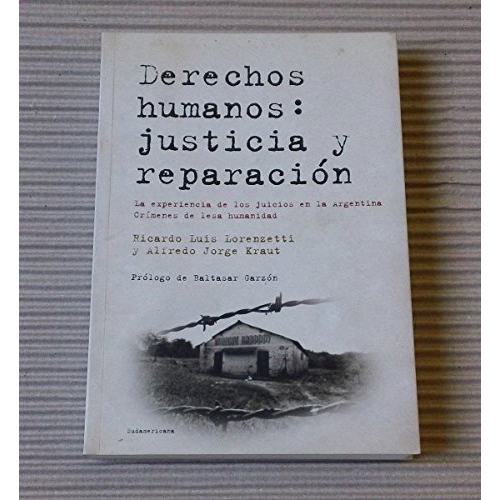 Derechos
humanos:
justicia y
reparación
La experiencia de los juicios en la Argentina
Crímenes de lesa humanidad
Ricardo Luis Lorenzetti
y Alfredo Jorge Kraut
Prólogo de Baltasar Garzón
Sudamericana